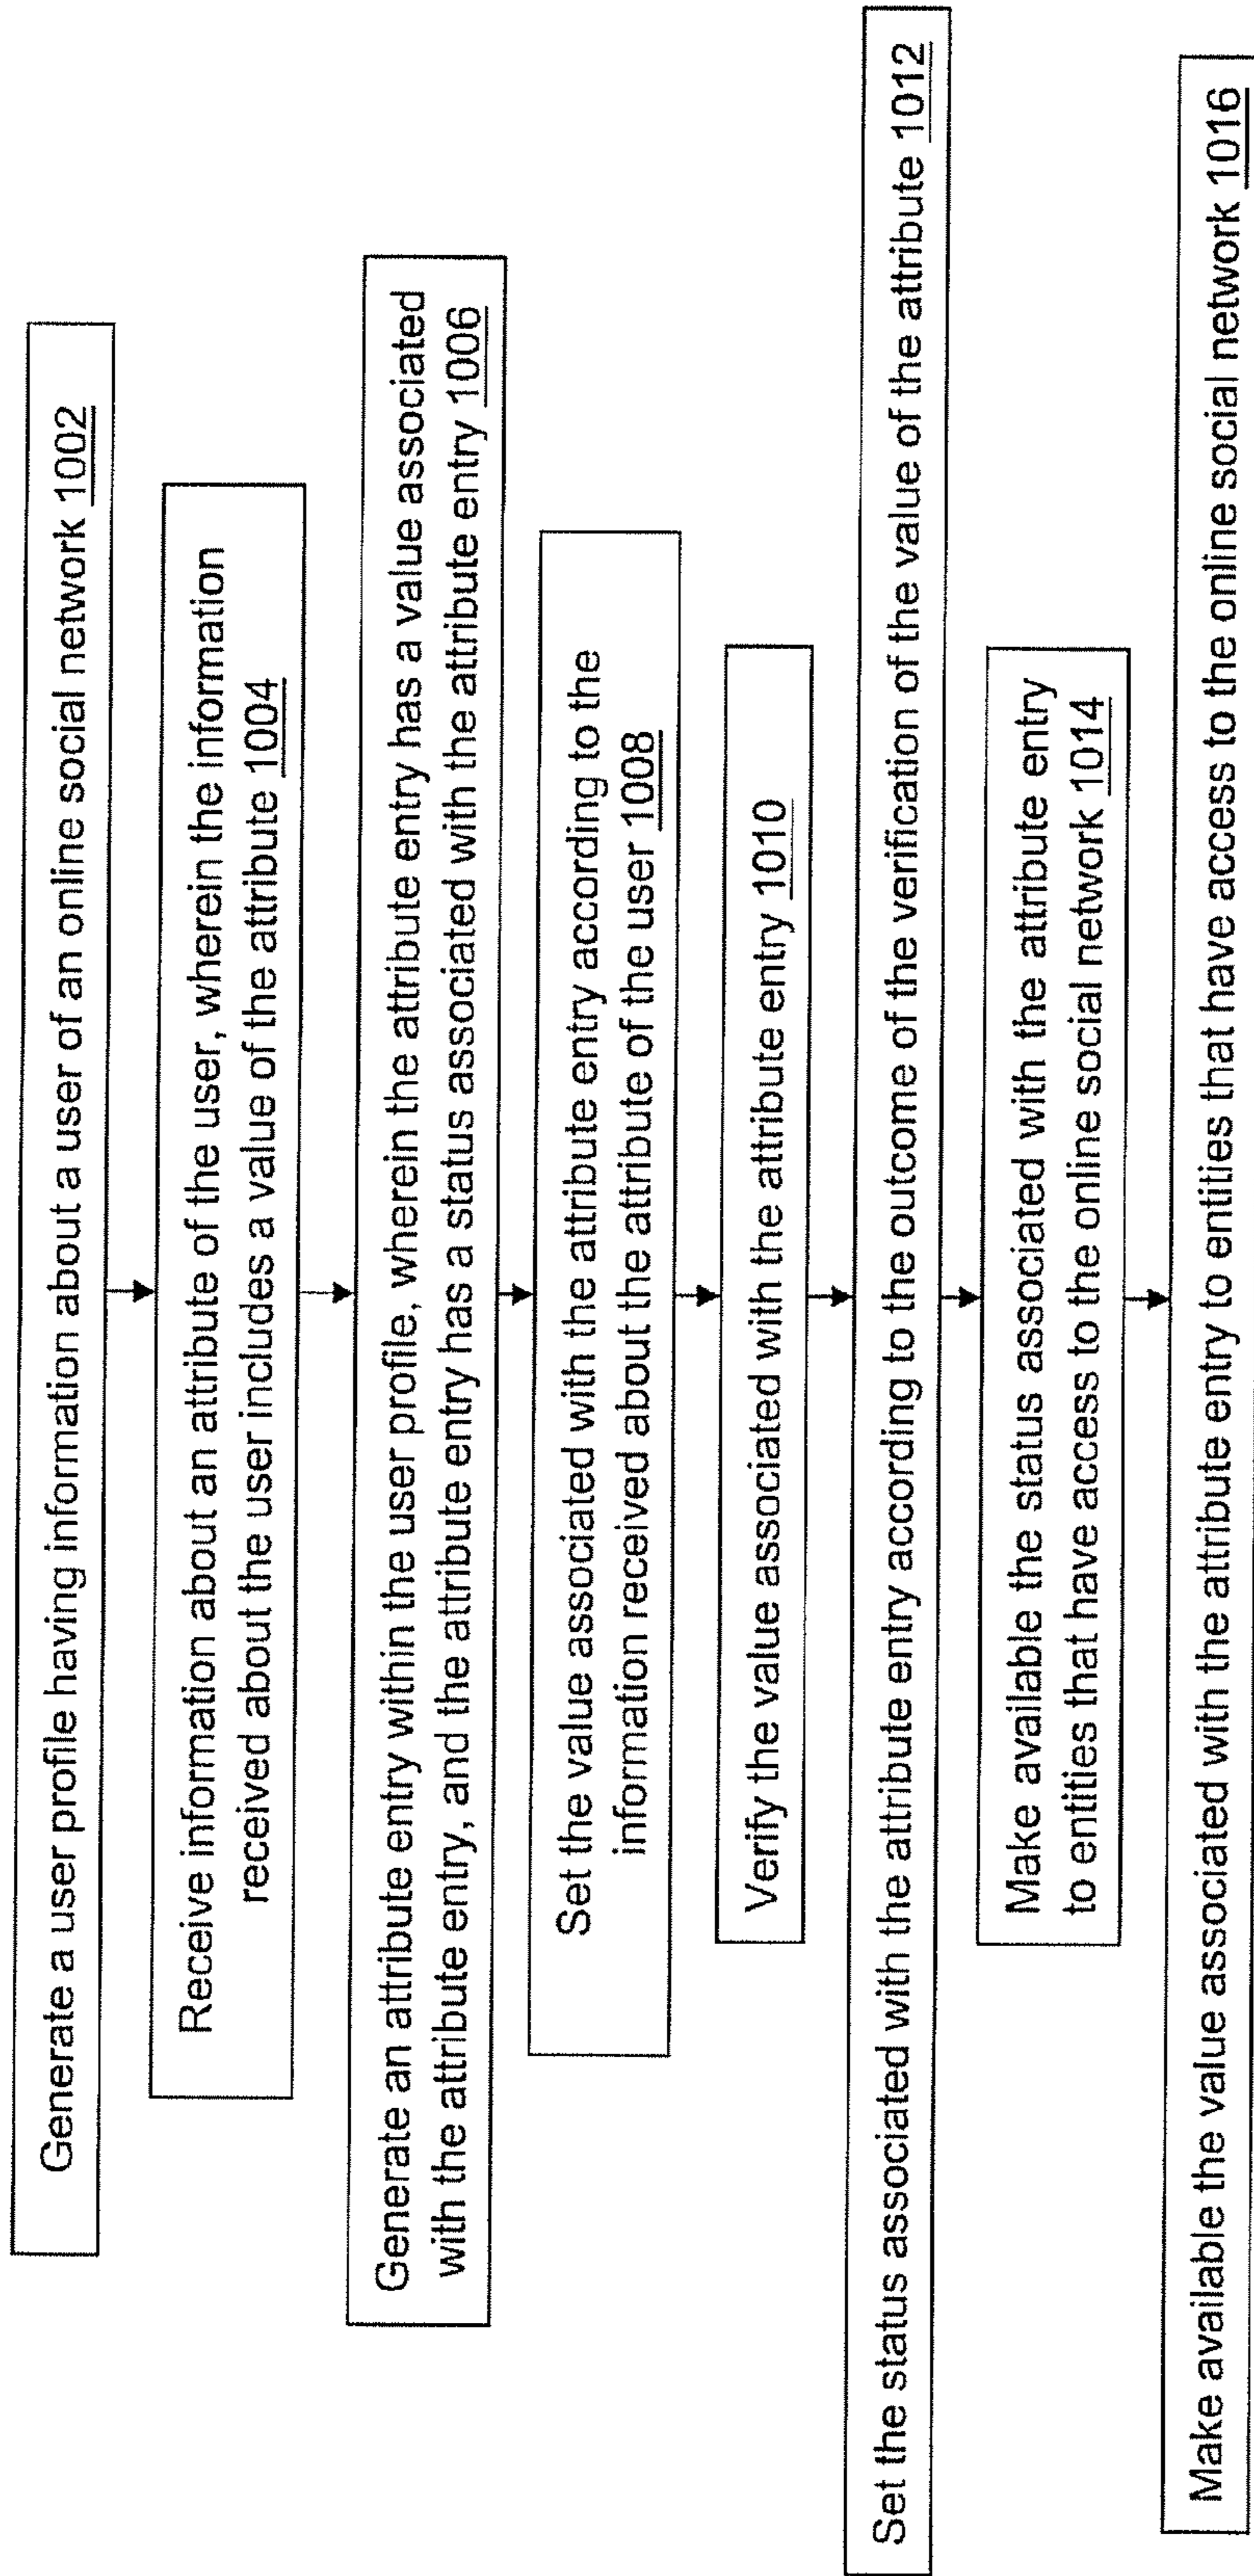 Generate a user profile having information about a user of an online social network 1002
Receive information about an attribute of the user, wherein the information
received about the user includes a value of the attribute 1004
Generate an attribute entry within the user profile, wherein the attribute entry has a value associated
with the attribute entry, and the attribute entry has a status associated with the attribute entry 1006
Set the value associated with the attribute entry according to the
information received about the attribute of the user 1008
Verify the value associated with the attribute entry 1010
Set the status associated with the attribute entry according to the outcome of the verification of the value of the attribute 1012
Make available the status associated with the attribute entry
to entities that have access to the online social network 1014
Make available the value associated with the attribute entry to entities that have access to the online social network 1016